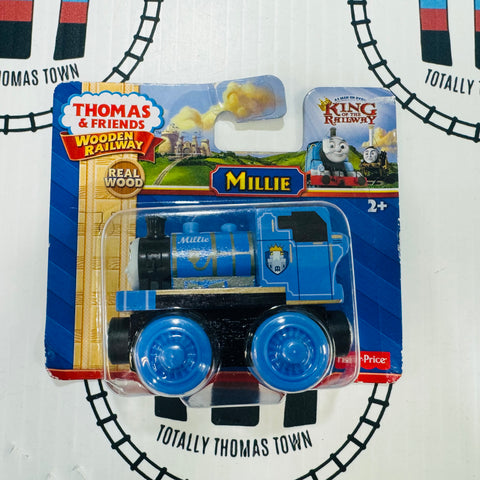 THOMAS TOWN
TOTALLY THOMAS
THOMAS
& FRIENDS
WOODEN
RAILWAY
REAL
WOOD
KING
OF THE
RAILWAY
MILLIE
2+
Millie
Fisher-Price
TOTALLY THOMAS TOWN